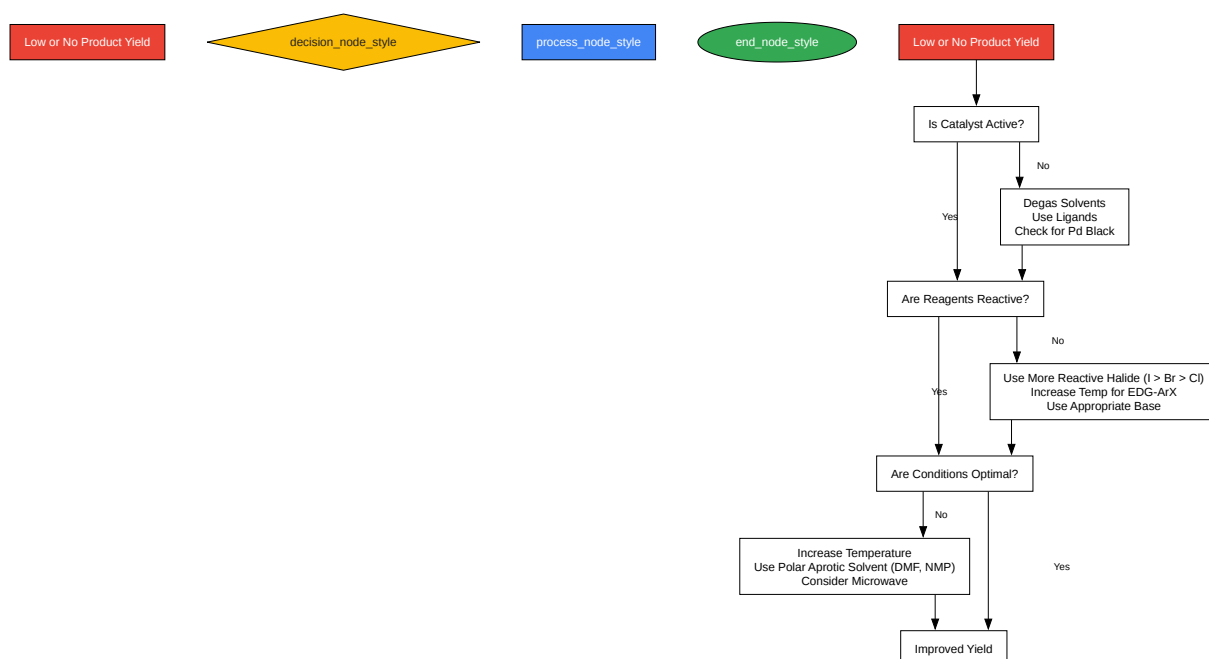 Low or No Product Yield
decision_node_style
process_node_style
end_node_style
Low or No Product Yield
Is Catalyst Active?
No
Yes
Degas Solvents
Use Ligands
Check for Pd Black
Are Reagents Reactive?
No
Yes
Use More Reactive Halide (I > Br > Cl)
Increase Temp for EDG-ArX
Use Appropriate Base
Are Conditions Optimal?
No
Increase Temperature
Use Polar Aprotic Solvent (DMF, NMP)
Consider Microwave
Yes
Improved Yield